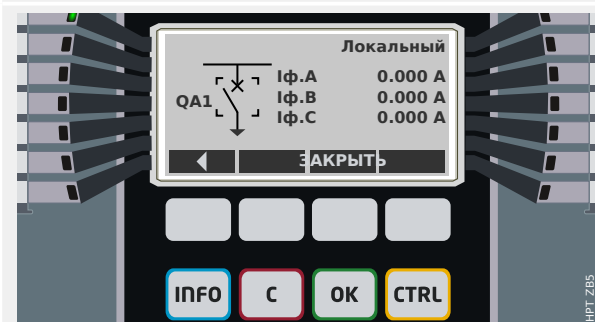 Локальный
Iф.A 0.000 A
QA1
Iф.B 0.000 A
Iф.C 0.000 A
ЗАКРЫТЬ
INFO C OK CTRL
HPT ZB5